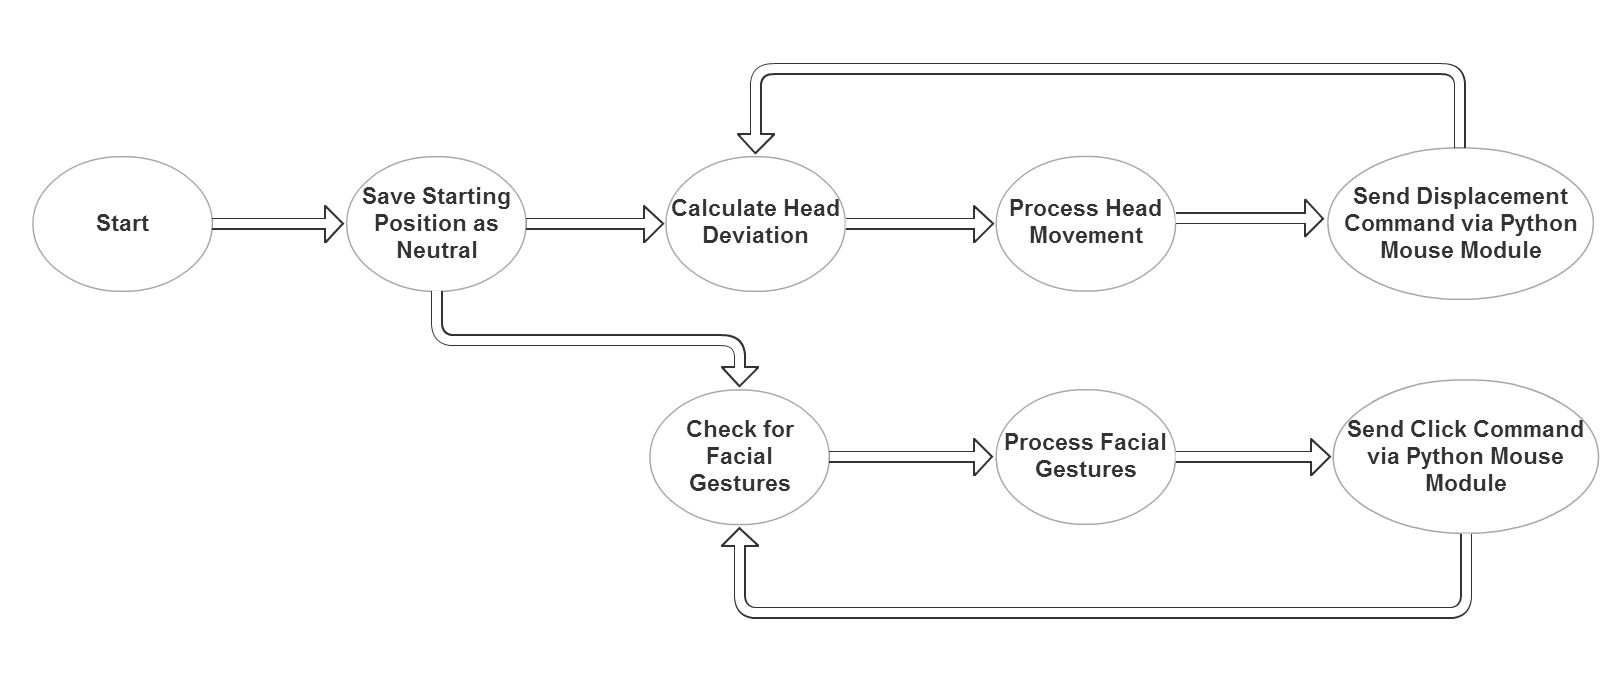 Start
Save Starting
Position as
Neutral
Calculate Head
Deviation
Process Head
Movement
Send Displacement
Command via Python
Mouse Module
Check for
Facial
Gestures
Process Facial
Gestures
Send Click Command
via Python Mouse
Module